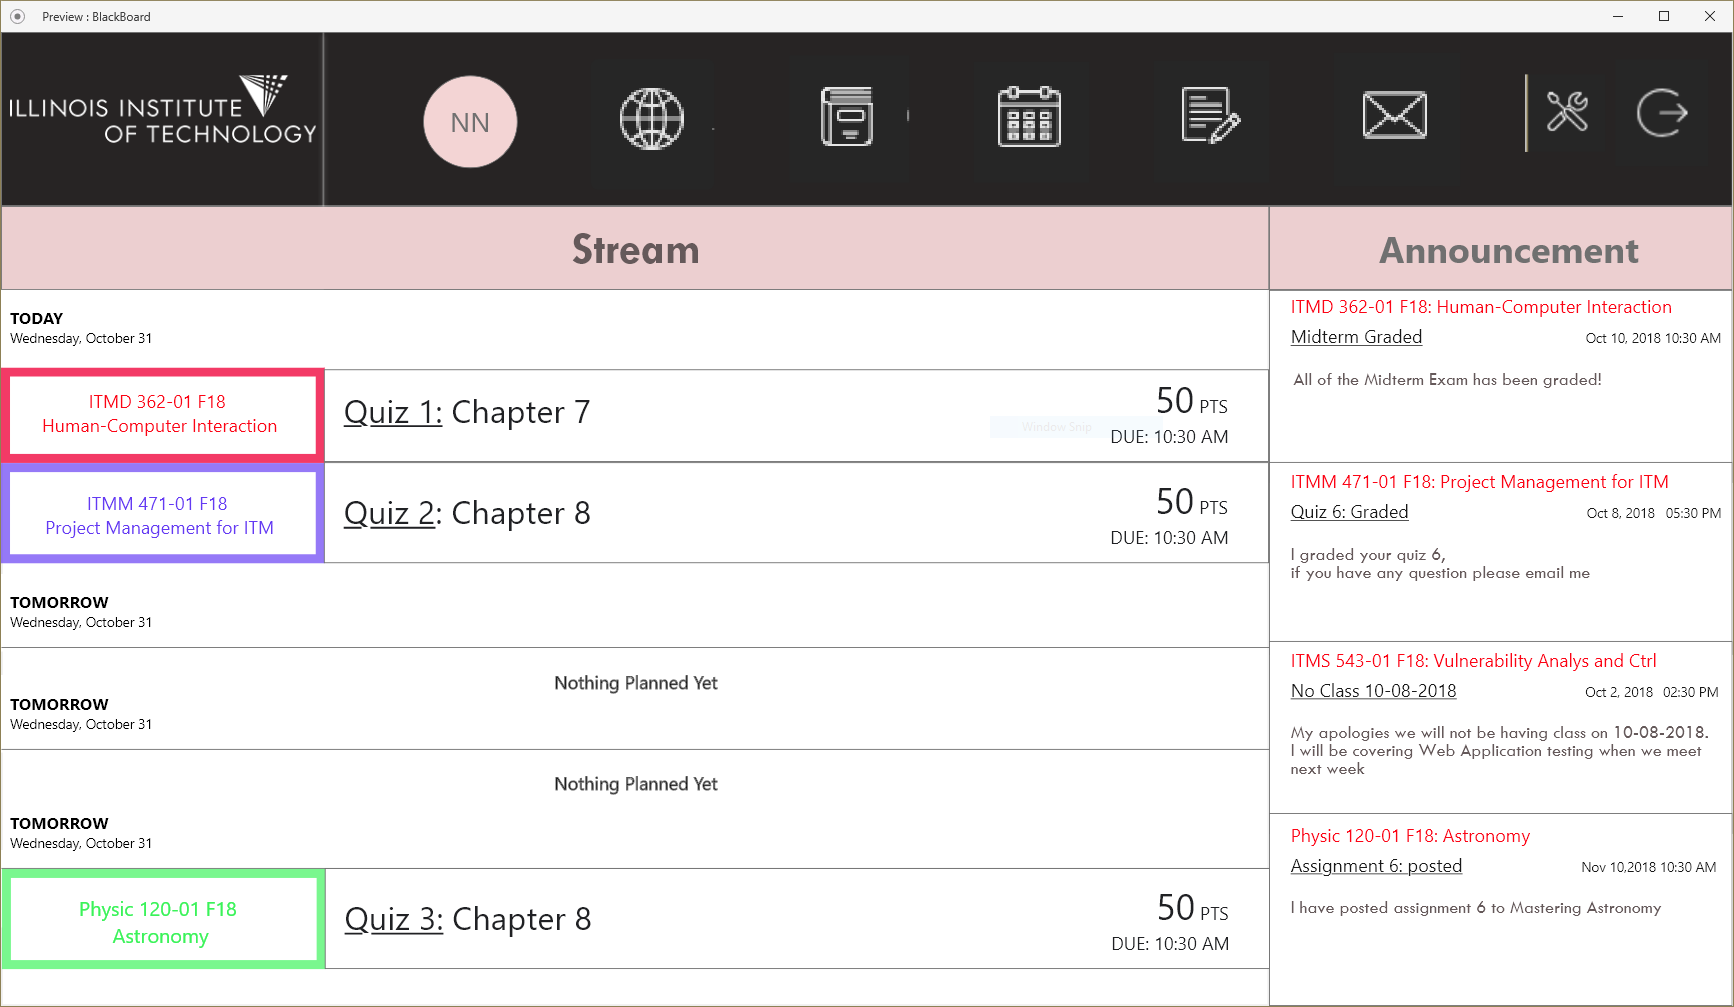 Preview : BlackBoard
ILLINOIS INSTITUTE
OF TECHNOLOGY
NN
Stream
TODAY
Wednesday, October 31
ITMD 362-01 F18
Human-Computer Interaction
Quiz 1: Chapter 7
50 PTS
Window Snip
DUE: 10:30 AM
ITMM 471-01 F18
Project Management for ITM
Quiz 2: Chapter 8
50 PTS
DUE: 10:30 AM
TOMORROW
Wednesday, October 31
Nothing Planned Yet
TOMORROW
Wednesday, October 31
Nothing Planned Yet
TOMORROW
Wednesday, October 31
Physic 120-01 F18
Astronomy
Quiz 3: Chapter 8
50 PTS
DUE: 10:30 AM
Announcement
ITMD 362-01 F18: Human-Computer Interaction
Midterm Graded Oct 10, 2018 10:30 AM
All of the Midterm Exam has been graded!
ITMM 471-01 F18: Project Management for ITM
Quiz 6: Graded Oct 8, 2018 05:30 PM
I graded your quiz 6,
if you have any question please email me
ITMS 543-01 F18: Vulnerability Analys and Ctrl
No Class 10-08-2018 Oct 2, 2018 02:30 PM
My apologies we will not be having class on 10-08-2018.
I will be covering Web Application testing when we meet
next week
Physic 120-01 F18: Astronomy
Assignment 6: posted Nov 10,2018 10:30 AM
I have posted assignment 6 to Mastering Astronomy